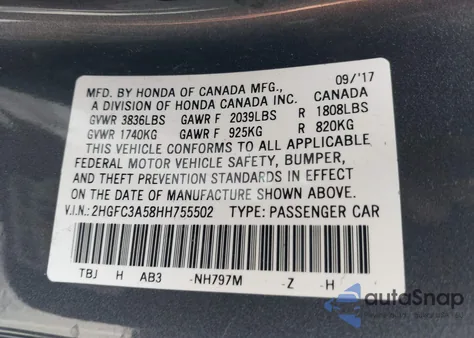 09/'17
MFD. BY HONDA OF CANADA MFG., CANADA
A DIVISION OF HONDA CANADA INC.
GVWR 3836LBS GAWR F 2039LBS R 1808LBS
GVWR 1740KG GAWR F 925KG R 820KG
THIS VEHICLE CONFORMS TO ALL APPLICABLE
FEDERAL MOTOR VEHICLE SAFETY, BUMPER,
AND THEFT PREVENTION STANDARDS IN EFFECT
ON THE DATE OF MANUFACTURE SHOWN ABOVE.
V.I.N.: 2HGFC3A58HH755502 TYPE: PASSENGER CAR
TBJ H AB3 -NH797M -Z -H
autoSnap